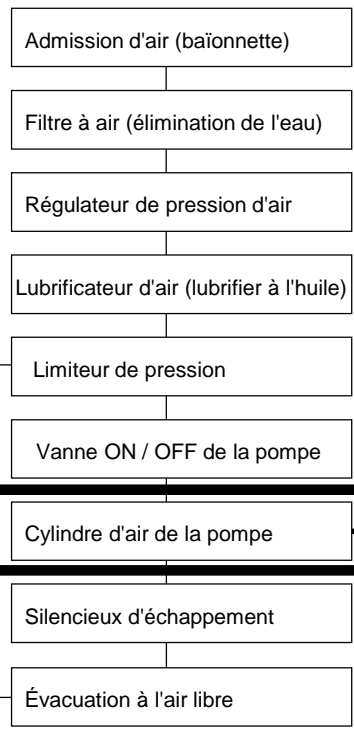 Admission d'air (baïonnette)
Filtre à air (élimination de l'eau)
Régulateur de pression d'air
Lubrificateur d'air (lubrifier à l'huile)
Limiteur de pression
Vanne ON / OFF de la pompe
Cylindre d'air de la pompe
Silencieux d'échappement
Évacuation à l'air libre